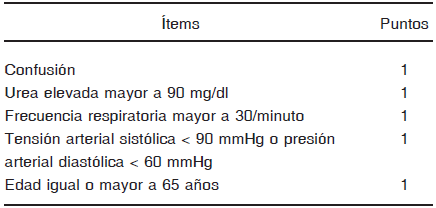 Ítems Puntos
Confusión 1
Urea elevada mayor a 90 mg/dl 1
Frecuencia respiratoria mayor a 30/minuto 1
Tensión arterial sistólica < 90 mmHg o presión 1
arterial diastólica < 60 mmHg
Edad igual o mayor a 65 años 1